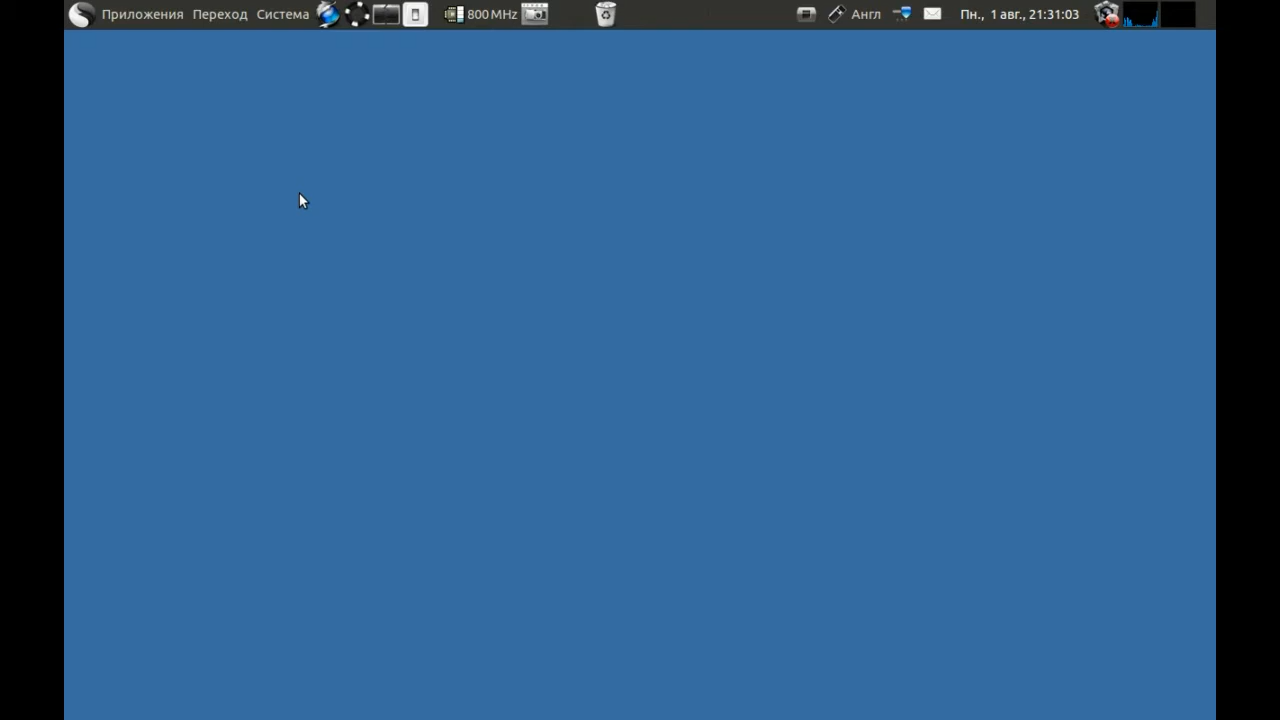 Приложения Переход Система 800 MHz Англ Пн., 1 авг., 21:31:03